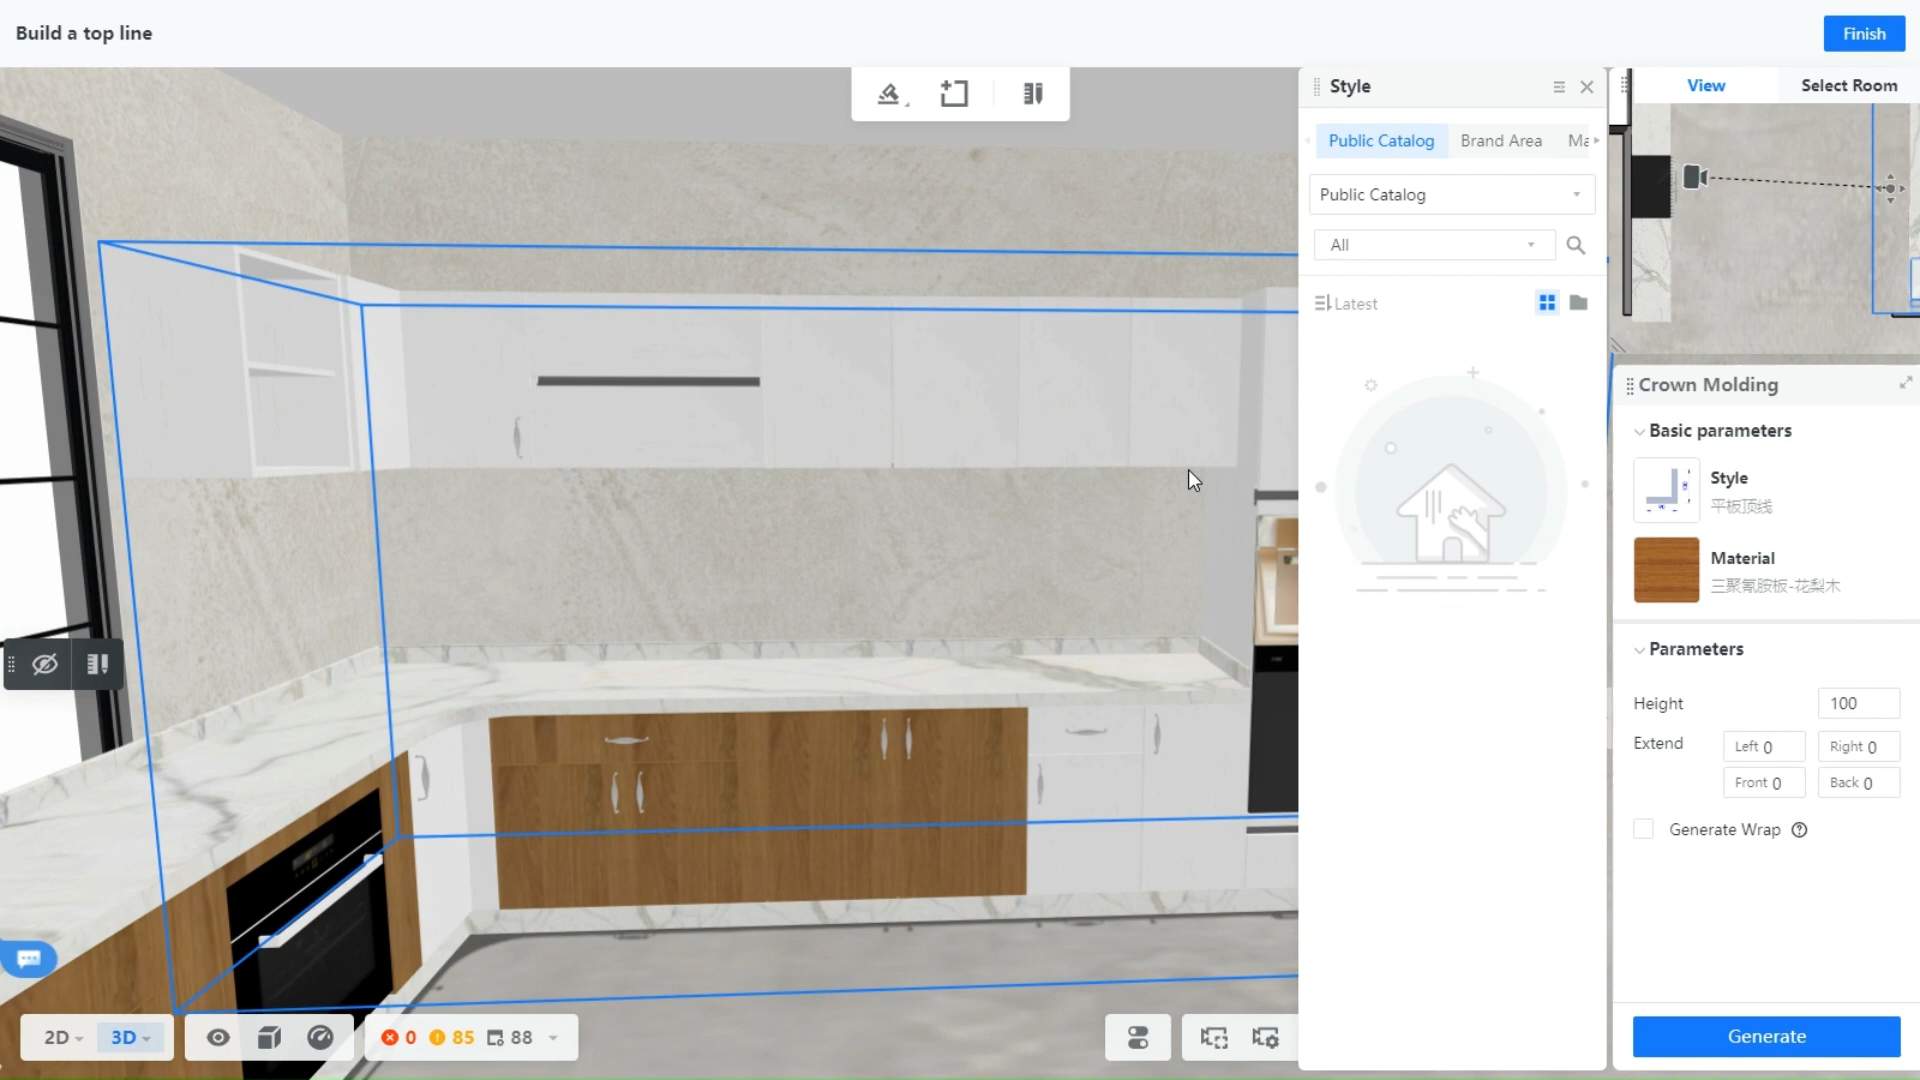 Build a top line
Finish
Style
View
Select Room
Public Catalog
Brand Area
Ma
Public Catalog
All
Latest
Crown Molding
Basic parameters
Style
平板顶线
Material
三聚氰胺板-花梨木
Parameters
Height
100
Extend
Left 0
Right 0
Front 0
Back 0
Generate Wrap
Generate
2D
3D
0
85
88